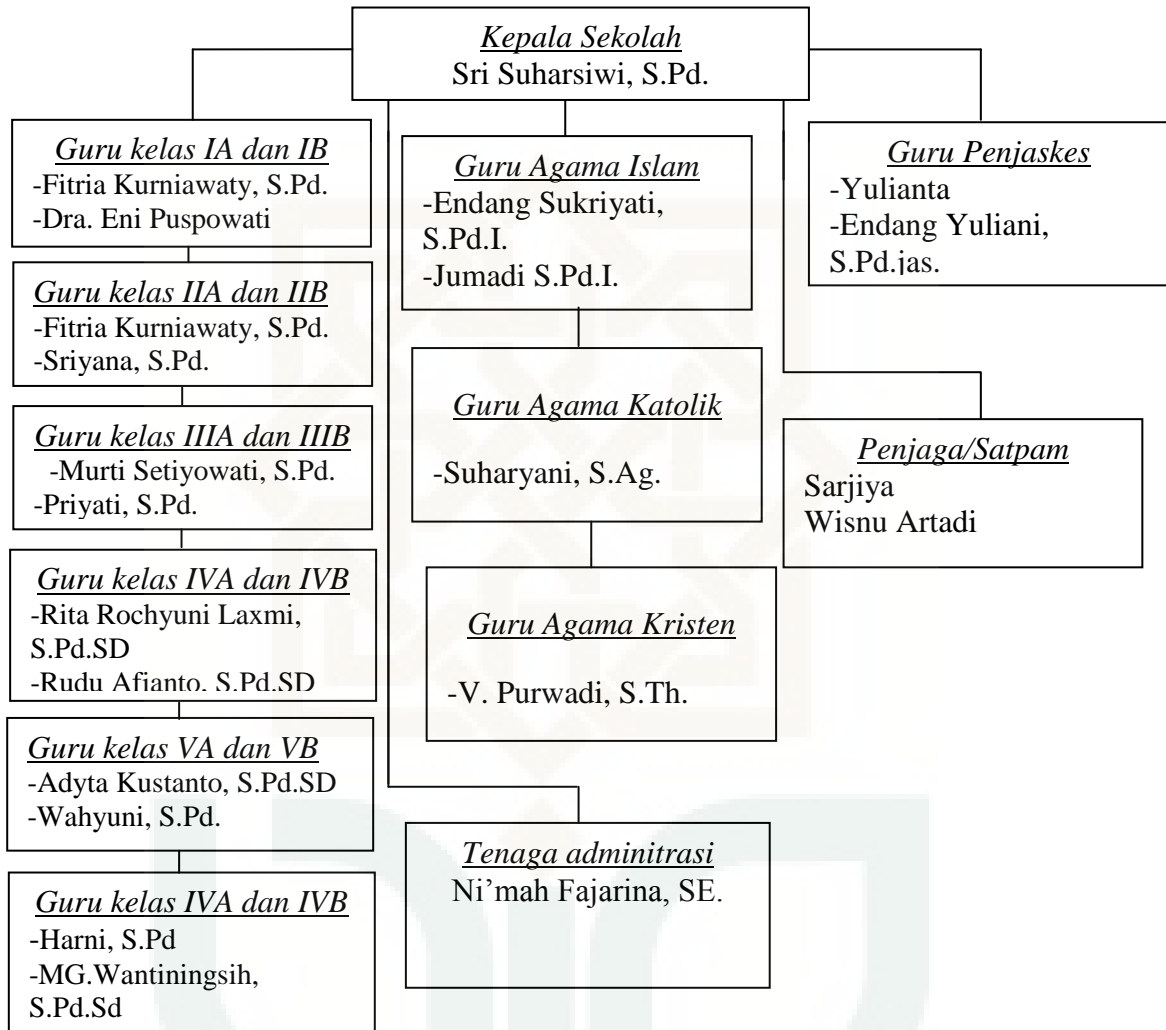 Kepala Sekolah
Sri Suharsiwi, S.Pd.
Guru kelas IA dan IB
-Fitria Kurniawaty, S.Pd.
-Dra. Eni Puspowati
Guru kelas IIA dan IIB
-Fitria Kurniawaty, S.Pd.
-Sriyana, S.Pd.
Guru kelas IIIA dan IIIB
-Murti Setiyowati, S.Pd.
-Priyati, S.Pd.
Guru kelas IVA dan IVB
-Rita Rochyuni Laxmi,
S.Pd.SD
-Rudu Afianto, S.Pd.SD
Guru kelas VA dan VB
-Adyta Kustanto, S.Pd.SD
-Wahyuni, S.Pd.
Guru kelas IVA dan IVB
-Harni, S.Pd
-MG.Wantiningsih,
S.Pd.Sd
Guru Agama Islam
-Endang Sukriyati,
S.Pd.I.
-Jumadi S.Pd.I.
Guru Agama Katolik
-Suharyani, S.Ag.
Guru Agama Kristen
-V. Purwadi, S.Th.
Tenaga adminitrasi
Ni’mah Fajarina, SE.
Guru Penjaskes
-Yulianta
-Endang Yuliani,
S.Pd.jas.
Penjaga/Satpam
Sarjiya
Wisnu Artadi